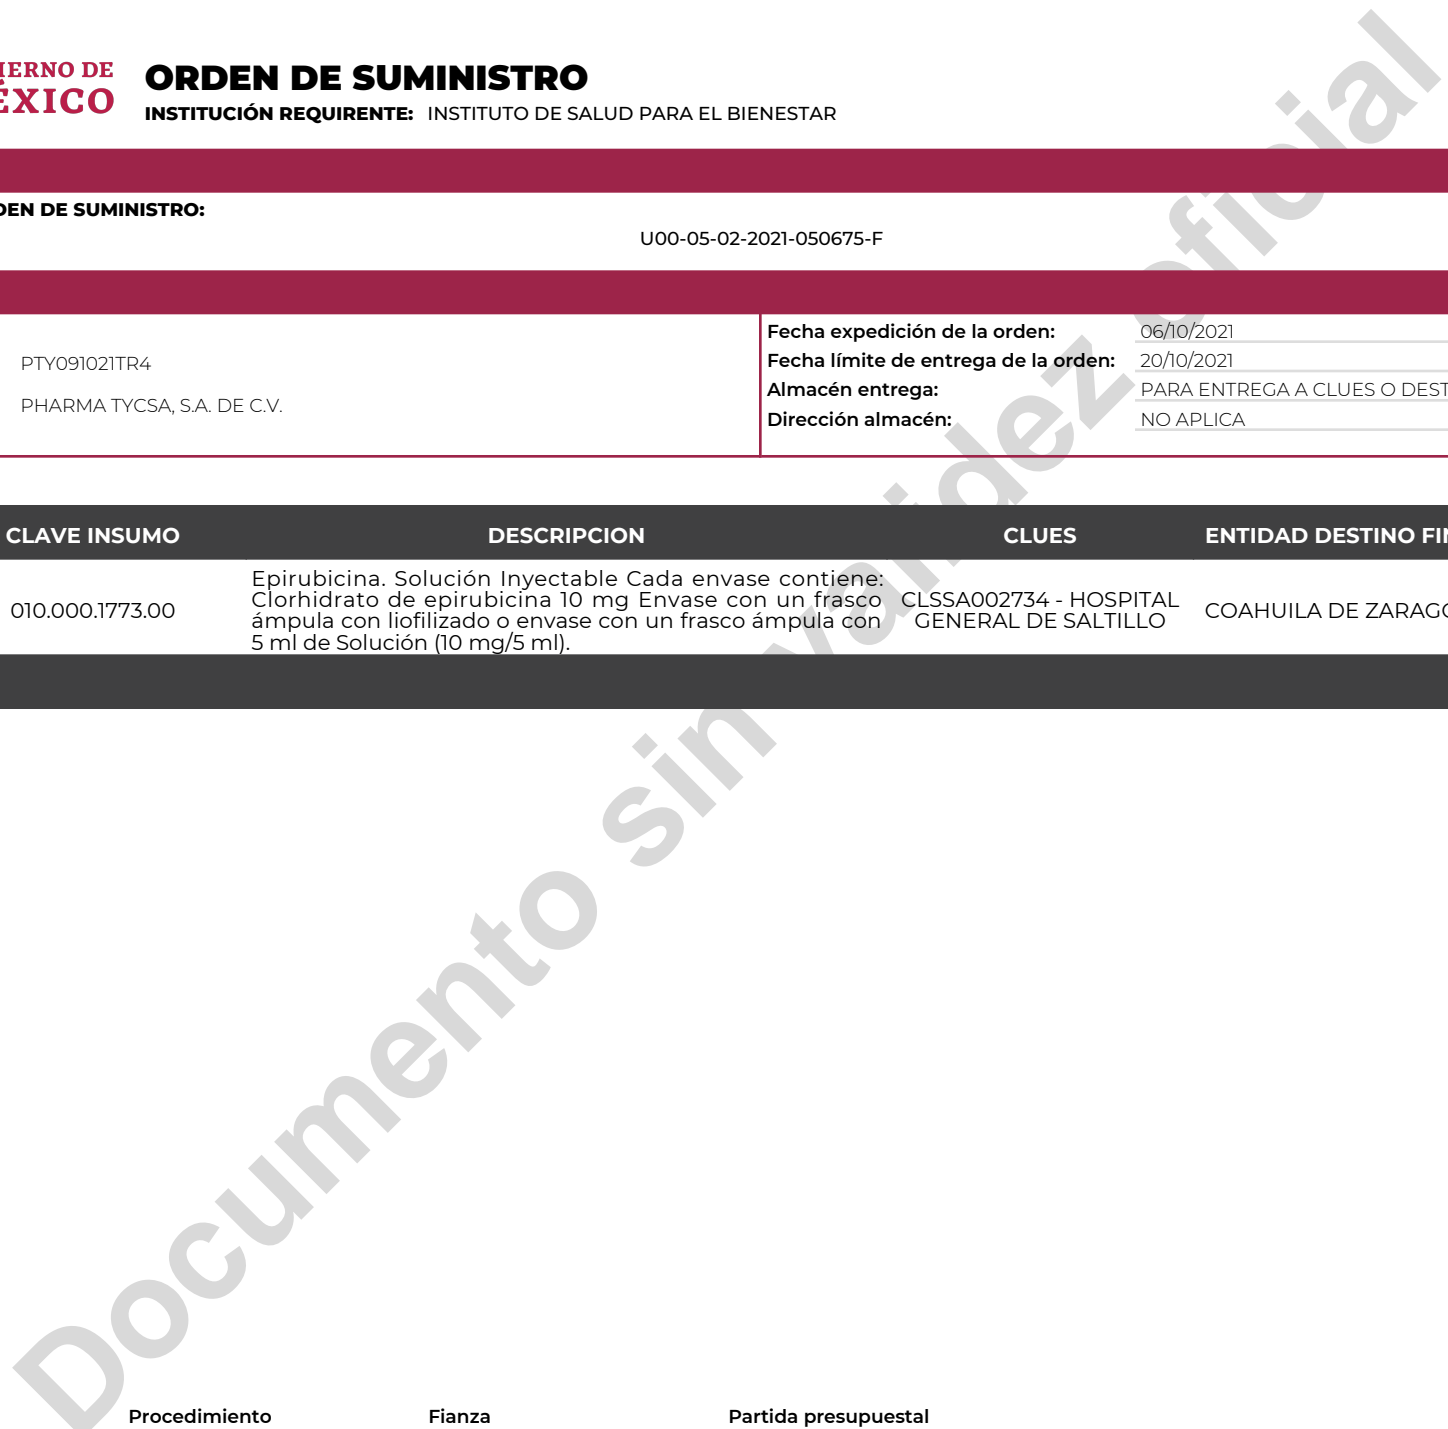 IERNO DE
ÉXICO
ORDEN DE SUMINISTRO
INSTITUCIÓN REQUIRENTE: INSTITUTO DE SALUD PARA EL BIENESTAR
DEN DE SUMINISTRO:
U00-05-02-2021-050675-F
PTY091021TR4
PHARMA TYCSA, S.A. DE C.V.
Fecha expedición de la orden: 06/10/2021
Fecha límite de entrega de la orden: 20/10/2021
Almacén entrega: PARA ENTREGA A CLUES O DEST
Dirección almacén: NO APLICA
CLAVE INSUMO DESCRIPCION CLUES ENTIDAD DESTINO FIN
010.000.1773.00
Epirubicina. Solución Inyectable Cada envase contiene:
Clorhidrato de epirubicina 10 mg Envase con un frasco
ámpula con liofilizado o envase con un frasco ámpula con
5 ml de Solución (10 mg/5 ml).
CLSSA002734 - HOSPITAL
GENERAL DE SALTILLO
COAHUILA DE ZARAGO
Documento sin validez oficial
Procedimiento Fianza Partida presupuestal